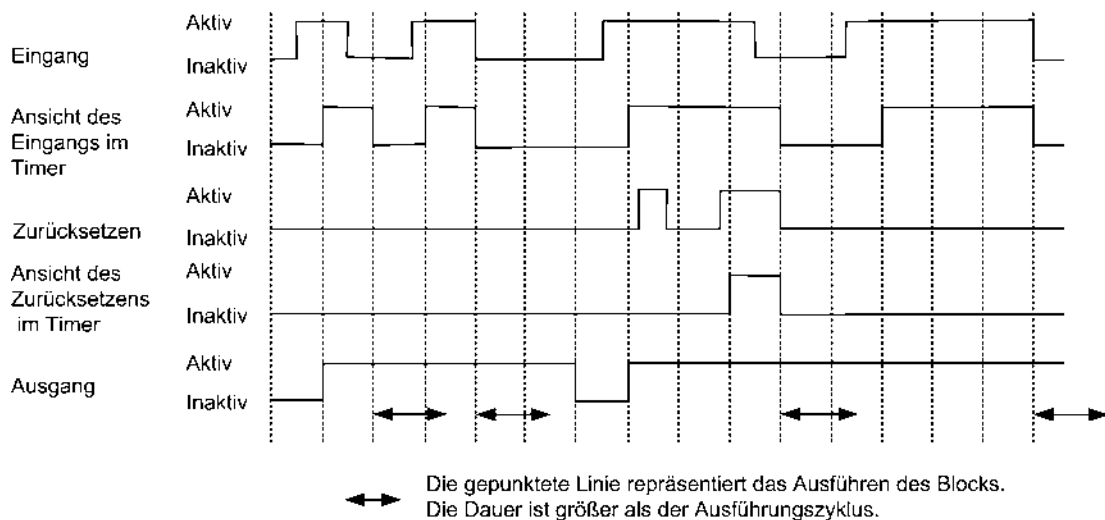 Aktiv
Eingang
Inaktiv
Ansicht des
Eingangs im
Timer
Aktiv
Inaktiv
Aktiv
Zurücksetzen
Inaktiv
Ansicht des
Zurücksetzens
im Timer
Aktiv
Inaktiv
Aktiv
Ausgang
Inaktiv
Die gepunktete Linie repräsentiert das Ausführen des Blocks.
Die Dauer ist größer als der Ausführungszyklus.